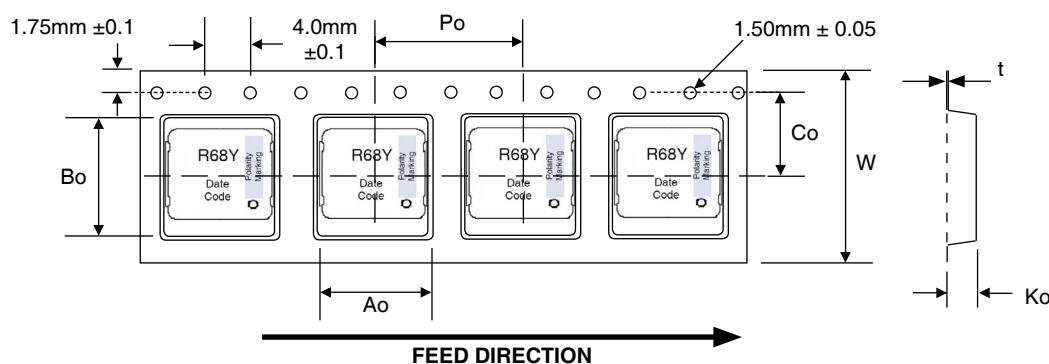 1.75mm ±0.1
4.0mm
±0.1
Po
1.50mm ± 0.05
t
Co
W
Bo
R68Y
Date
Code
Polarity
Marking
R68Y
Date
Code
Polarity
Marking
R68Y
Date
Code
Polarity
Marking
R68Y
Date
Code
Polarity
Marking
Ao
Ko
FEED DIRECTION